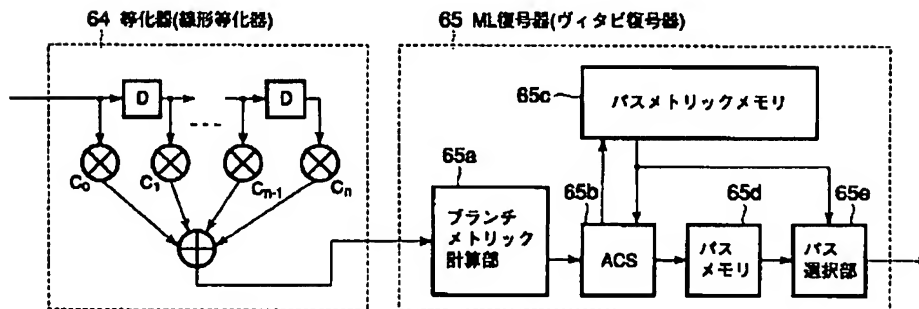 64 等化器(線形等化器)
65 ML復号器(ヴィタビ復号器)
D
D
C₀
C₁
Cₙ₋₁
Cₙ
65c
パスメトリックメモリ
65a
ブランチ
メトリック
計算部
65b
ACS
65d
パス
メモリ
65e
パス
選択部